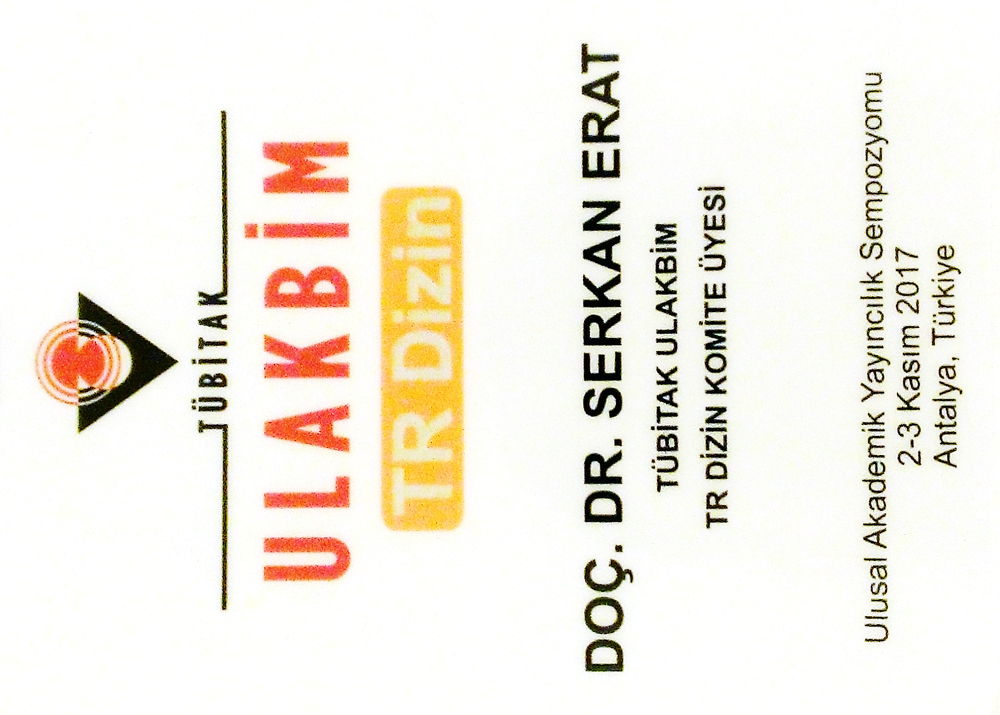 TÜBİTAK
ULAKBİM
TR Dizin
DOÇ. DR. SERKAN ERAT
TÜBİTAK ULAKBİM
TR DİZİN KOMİTE ÜYESİ
Ulusal Akademik Yayıncılık Sempozyomu
2-3 Kasım 2017
Antalya, Türkiye